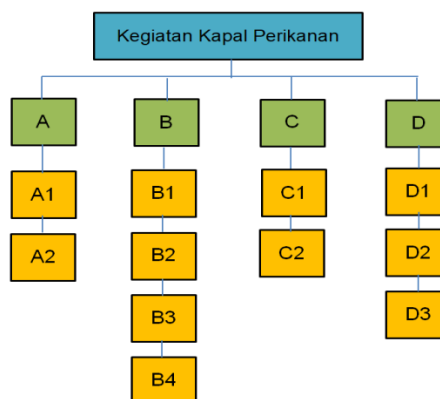 Kegiatan Kapal Perikanan
A
B
C
D
A1
B1
C1
D1
A2
B2
C2
D2
B3
D3
B4